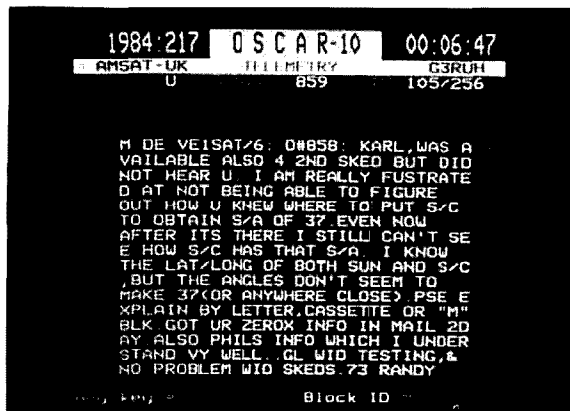 1984:217 OSCAR-10 00:06:47
AMSAT-UK TELEMETRY G3RUH
U 859 105/256
M DE VE1SAT/6: O#858: KARL,WAS A
VAILABLE ALSO 4 2ND SKED BUT DID
NOT HEAR U. I AM REALLY FUSTRATE
D AT NOT BEING ABLE TO FIGURE
OUT HOW U KNEW WHERE TO PUT S/C
TO OBTAIN S/A OF 37.EVEN NOW
AFTER ITS THERE I STILL CAN'T SE
E HOW S/C HAS THAT S/A. I KNOW
THE LAT/LONG OF BOTH SUN AND S/C
,BUT THE ANGLES DON'T SEEM TO
MAKE 37(OR ANYWHERE CLOSE).PSE E
XPLAIN BY LETTER,CASSETTE OR "M"
BLK.GOT UR ZEROX INFO IN MAIL 2D
AY.ALSO PHILS INFO WHICH I UNDER
STAND VY WELL..GL WID TESTING,&
NO PROBLEM WID SKEDS.73 RANDY
key Block ID